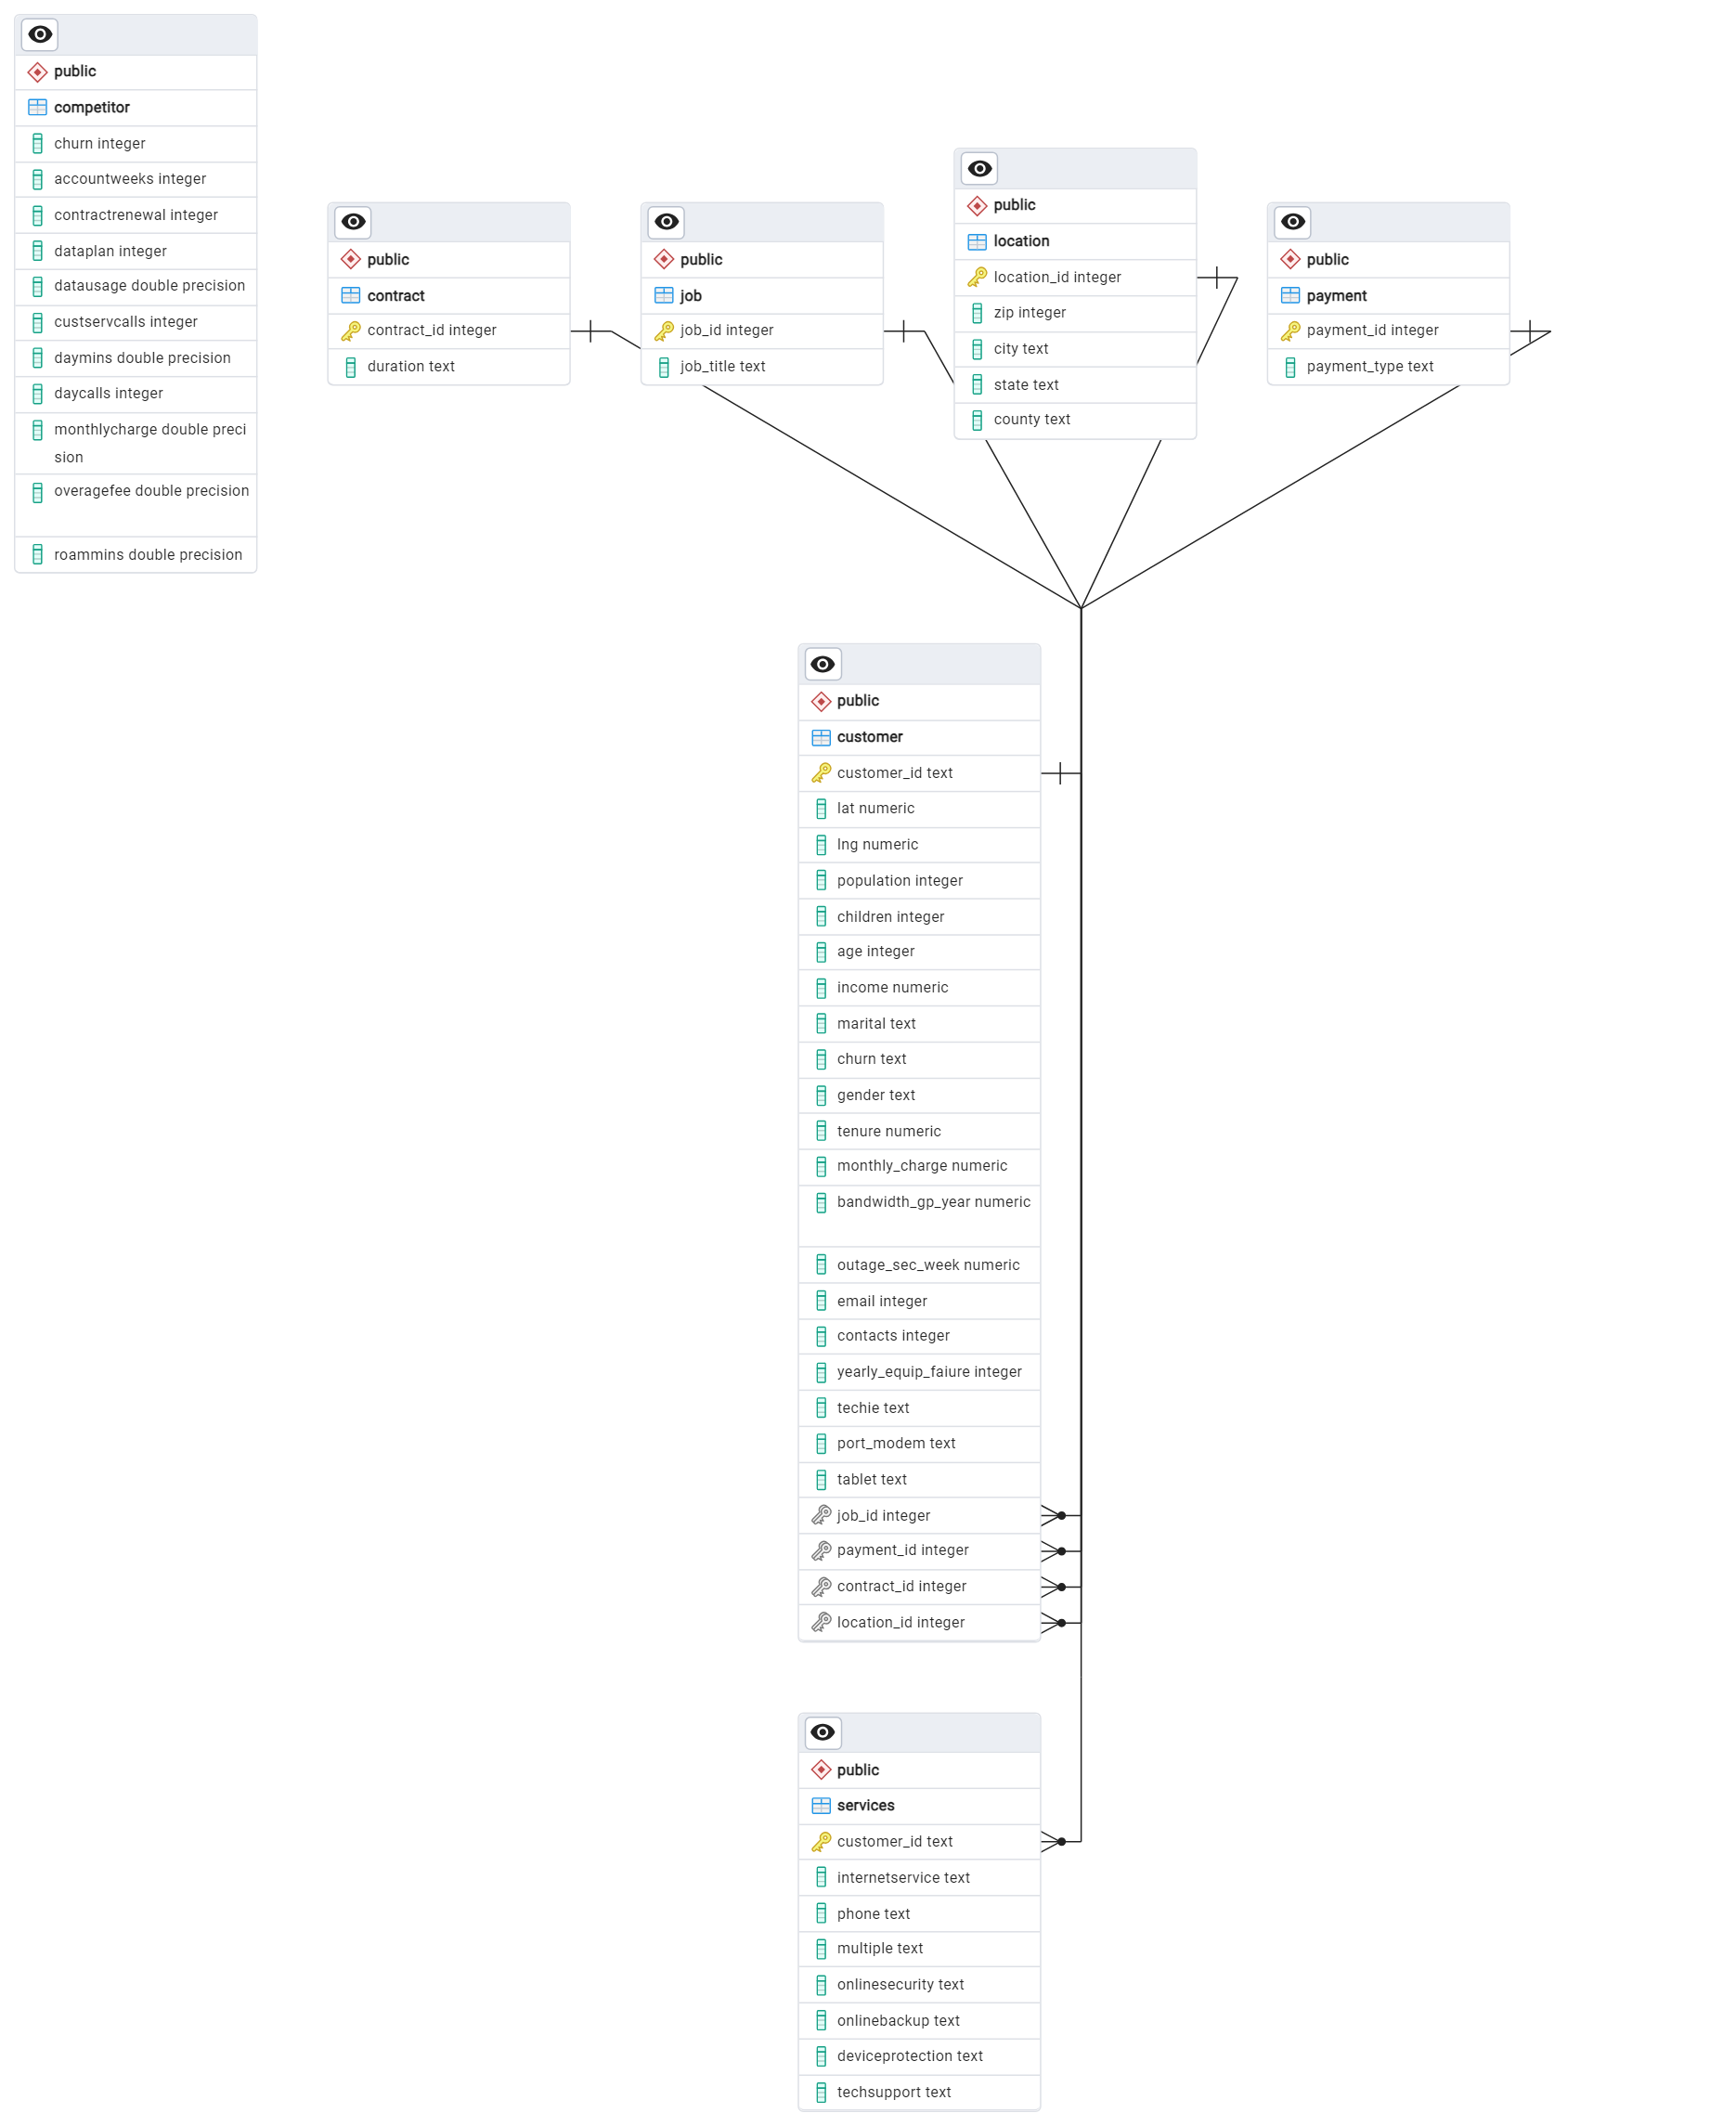 public
competitor
churn integer
accountweeks integer
contractrenewal integer
dataplan integer
datausage double precision
custservcalls integer
daymins double precision
daycalls integer
monthlycharge double preci
sion
overagefee double precision
roammins double precision
public
contract
contract_id integer
duration text
public
job
job_id integer
job_title text
public
location
location_id integer
zip integer
city text
state text
county text
public
payment
payment_id integer
payment_type text
public
customer
customer_id text
lat numeric
lng numeric
population integer
children integer
age integer
income numeric
marital text
churn text
gender text
tenure numeric
monthly_charge numeric
bandwidth_gp_year numeric
outage_sec_week numeric
email integer
contacts integer
yearly_equip_faiure integer
techie text
port_modem text
tablet text
job_id integer
payment_id integer
contract_id integer
location_id integer
public
services
customer_id text
internetservice text
phone text
multiple text
onlinesecurity text
onlinebackup text
deviceprotection text
techsupport text